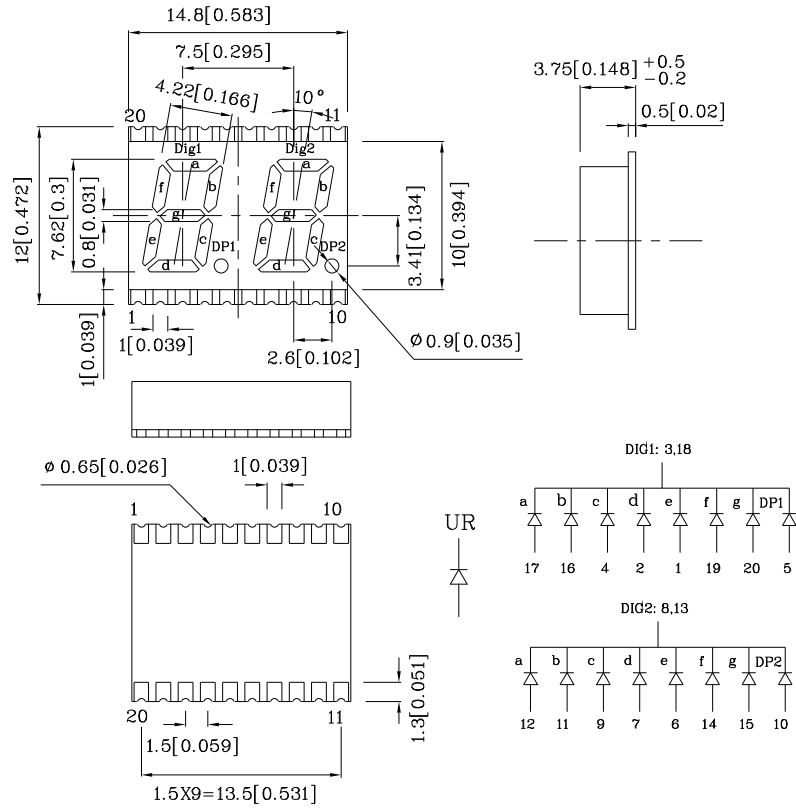 14.8[0.583]
7.5[0.295]
4.22[0.166]
10°
20
11
Dig1
Dig2
a
b
f
g
e
c
d
DP1
a
b
f
g
e
c
d
DP2
12[0.472]
7.62[0.3]
0.8[0.031]
1[0.039]
3.41[0.134]
10[0.394]
1
10
1[0.039]
2.6[0.102]
Ø 0.9[0.035]
3.75[0.148] +0.5 -0.2
0.5[0.02]
Ø 0.65[0.026]
1[0.039]
1
10
20
11
1.3[0.051]
1.5[0.059]
1.5X9=13.5[0.531]
UR
DIG1: 3,18
a b c d e f g DP1
17 16 4 2 1 19 20 5
DIG2: 8,13
a b c d e f g DP2
12 11 9 7 6 14 15 10